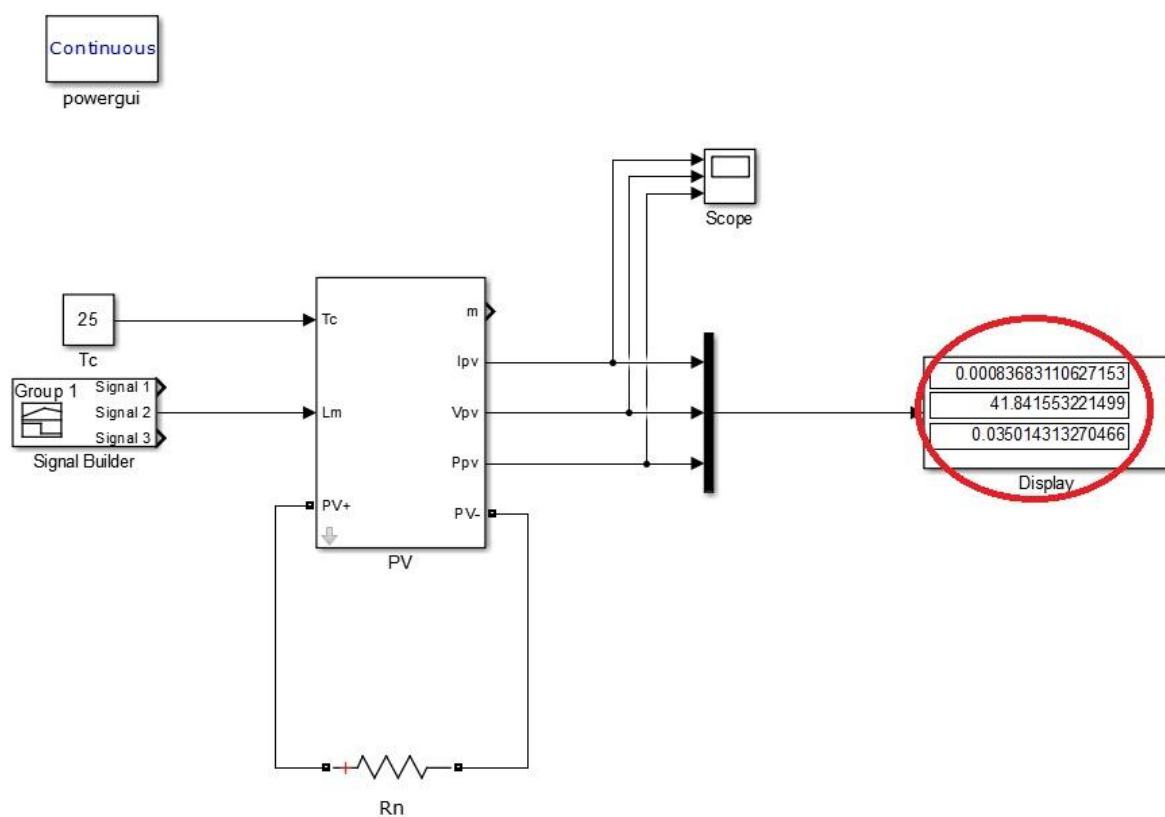 Continuous
powergui
Scope
25
Tc
Group 1
Signal 1
Signal 2
Signal 3
Signal Builder
Tc
Lm
PV+
m
Ipv
Vpv
Ppv
PV-
PV
0.00083683110627153
41.841553221499
0.035014313270466
Display
Rn